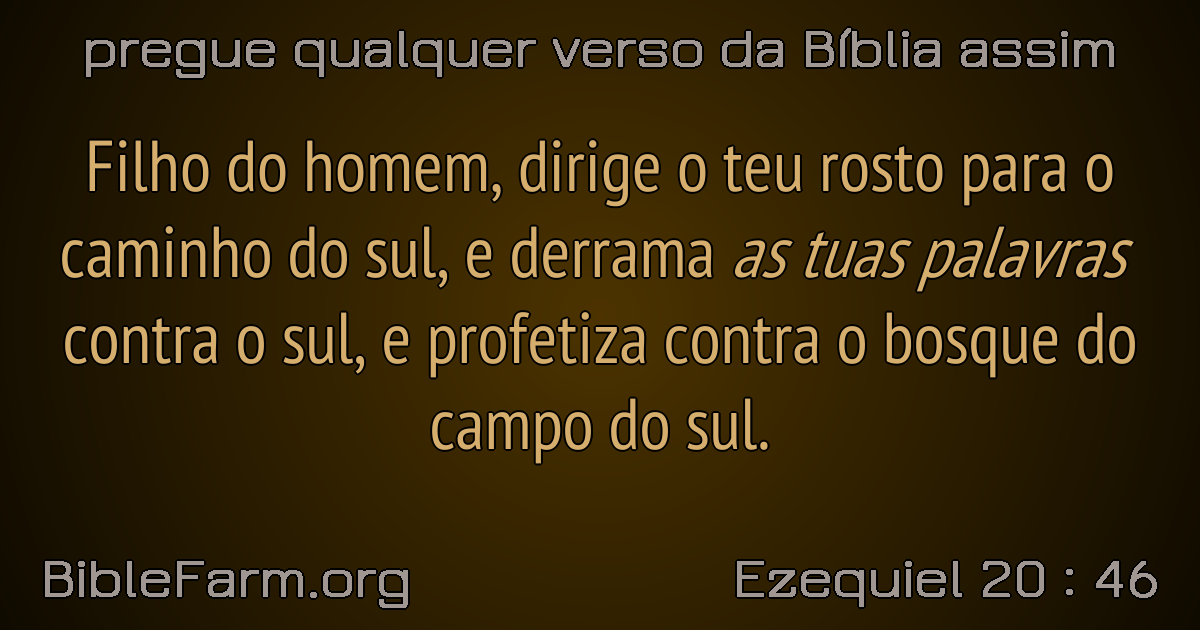 pregue qualquer verso da Bíblia assim
Filho do homem, dirige o teu rosto para o
caminho do sul, e derrama as tuas palavras
contra o sul, e profetiza contra o bosque do
campo do sul.
BibleFarm.org
Ezequiel 20 : 46